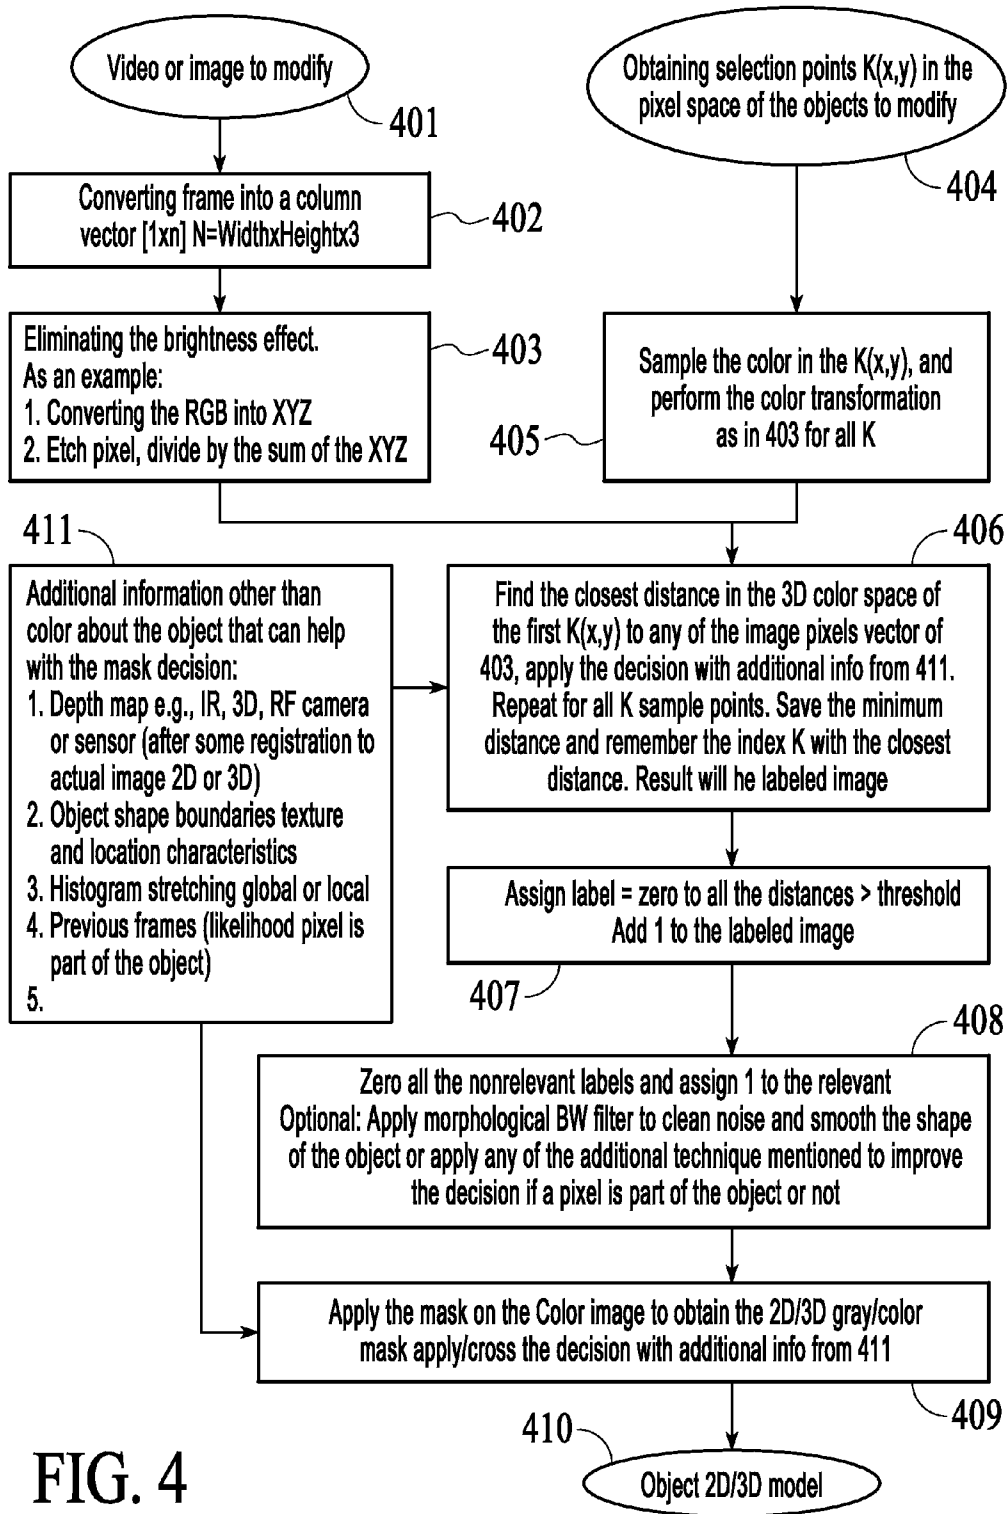 Video or image to modify
401
Converting frame into a column
vector [1xn] N=WidthxHeightx3
402
Eliminating the brightness effect.
As an example:
1. Converting the RGB into XYZ
2. Etch pixel, divide by the sum of the XYZ
403
Obtaining selection points K(x,y) in the
pixel space of the objects to modify
404
Sample the color in the K(x,y), and
perform the color transformation
as in 403 for all K
405
411
Additional information other than
color about the object that can help
with the mask decision:
1. Depth map e.g., IR, 3D, RF camera
or sensor (after some registration to
actual image 2D or 3D)
2. Object shape boundaries texture
and location characteristics
3. Histogram stretching global or local
4. Previous frames (likelihood pixel is
part of the object)
5.
406
Find the closest distance in the 3D color space of
the first K(x,y) to any of the image pixels vector of
403, apply the decision with additional info from 411.
Repeat for all K sample points. Save the minimum
distance and remember the index K with the closest
distance. Result will he labeled image
Assign label = zero to all the distances > threshold
Add 1 to the labeled image
407
408
Zero all the nonrelevant labels and assign 1 to the relevant
Optional: Apply morphological BW filter to clean noise and smooth the shape
of the object or apply any of the additional technique mentioned to improve
the decision if a pixel is part of the object or not
Apply the mask on the Color image to obtain the 2D/3D gray/color
mask apply/cross the decision with additional info from 411
409
410
Object 2D/3D model
FIG. 4